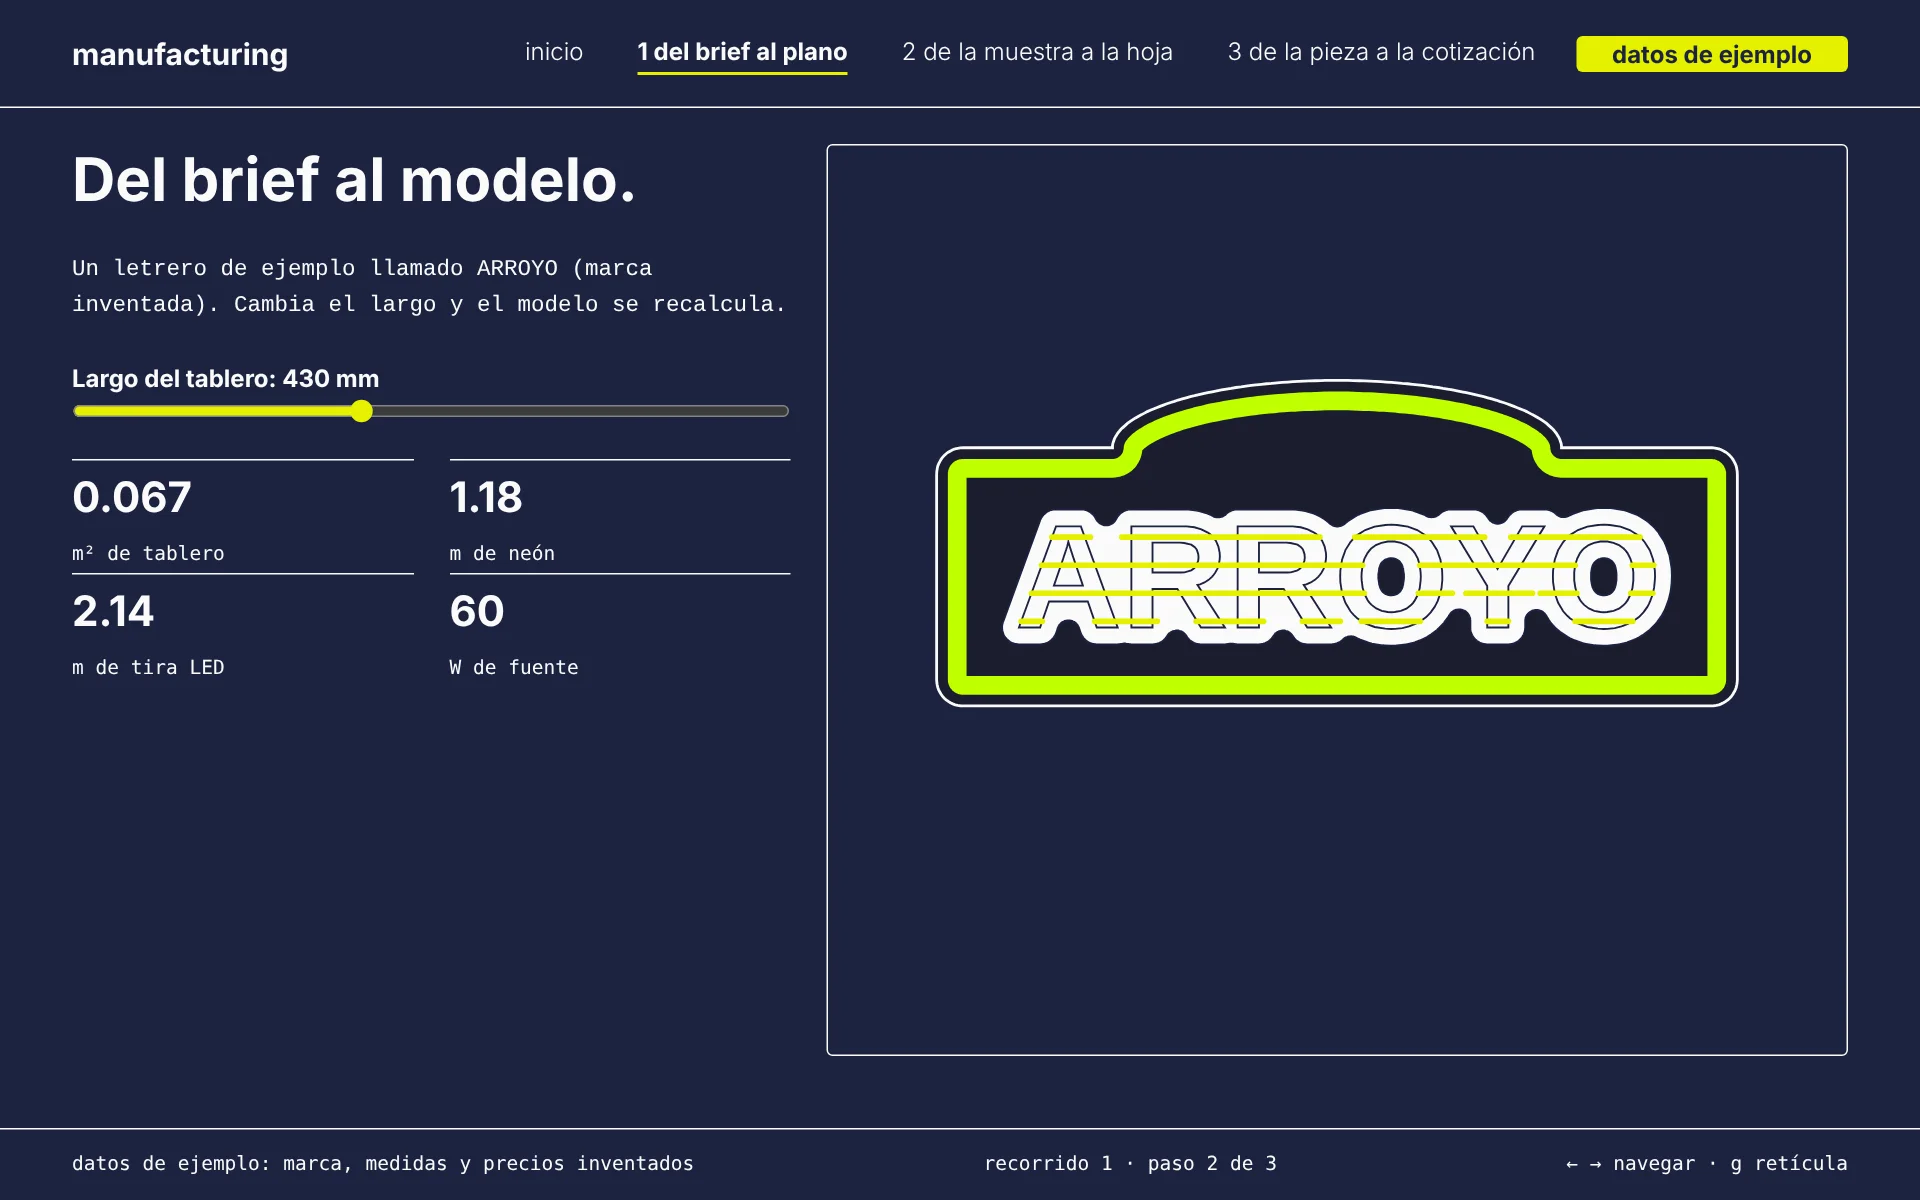 manufacturing
inicio
1 del brief al plano
2 de la muestra a la hoja
3 de la pieza a la cotización
datos de ejemplo
Del brief al modelo.
Un letrero de ejemplo llamado ARROYO (marca
inventada). Cambia el largo y el modelo se recalcula.
Largo del tablero: 430 mm
0.067
m² de tablero
1.18
m de neón
2.14
m de tira LED
60
W de fuente
ARROYO
datos de ejemplo: marca, medidas y precios inventados
recorrido 1 · paso 2 de 3
← → navegar · g retícula